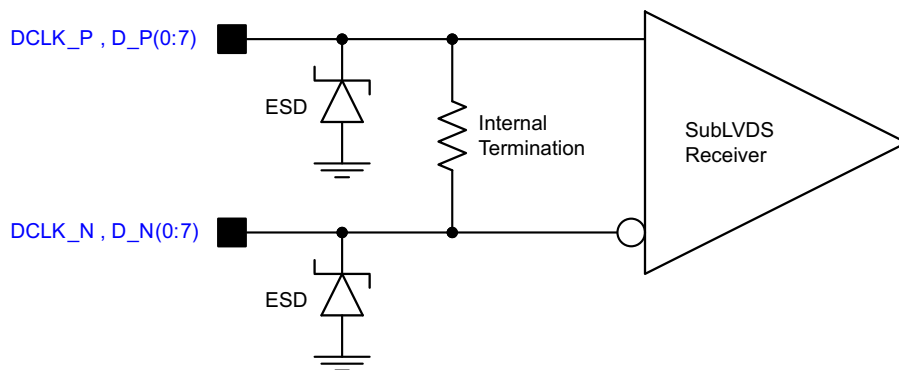 DCLK_P , D_P(0:7)
ESD
Internal
Termination
SubLVDS
Receiver
DCLK_N , D_N(0:7)
ESD